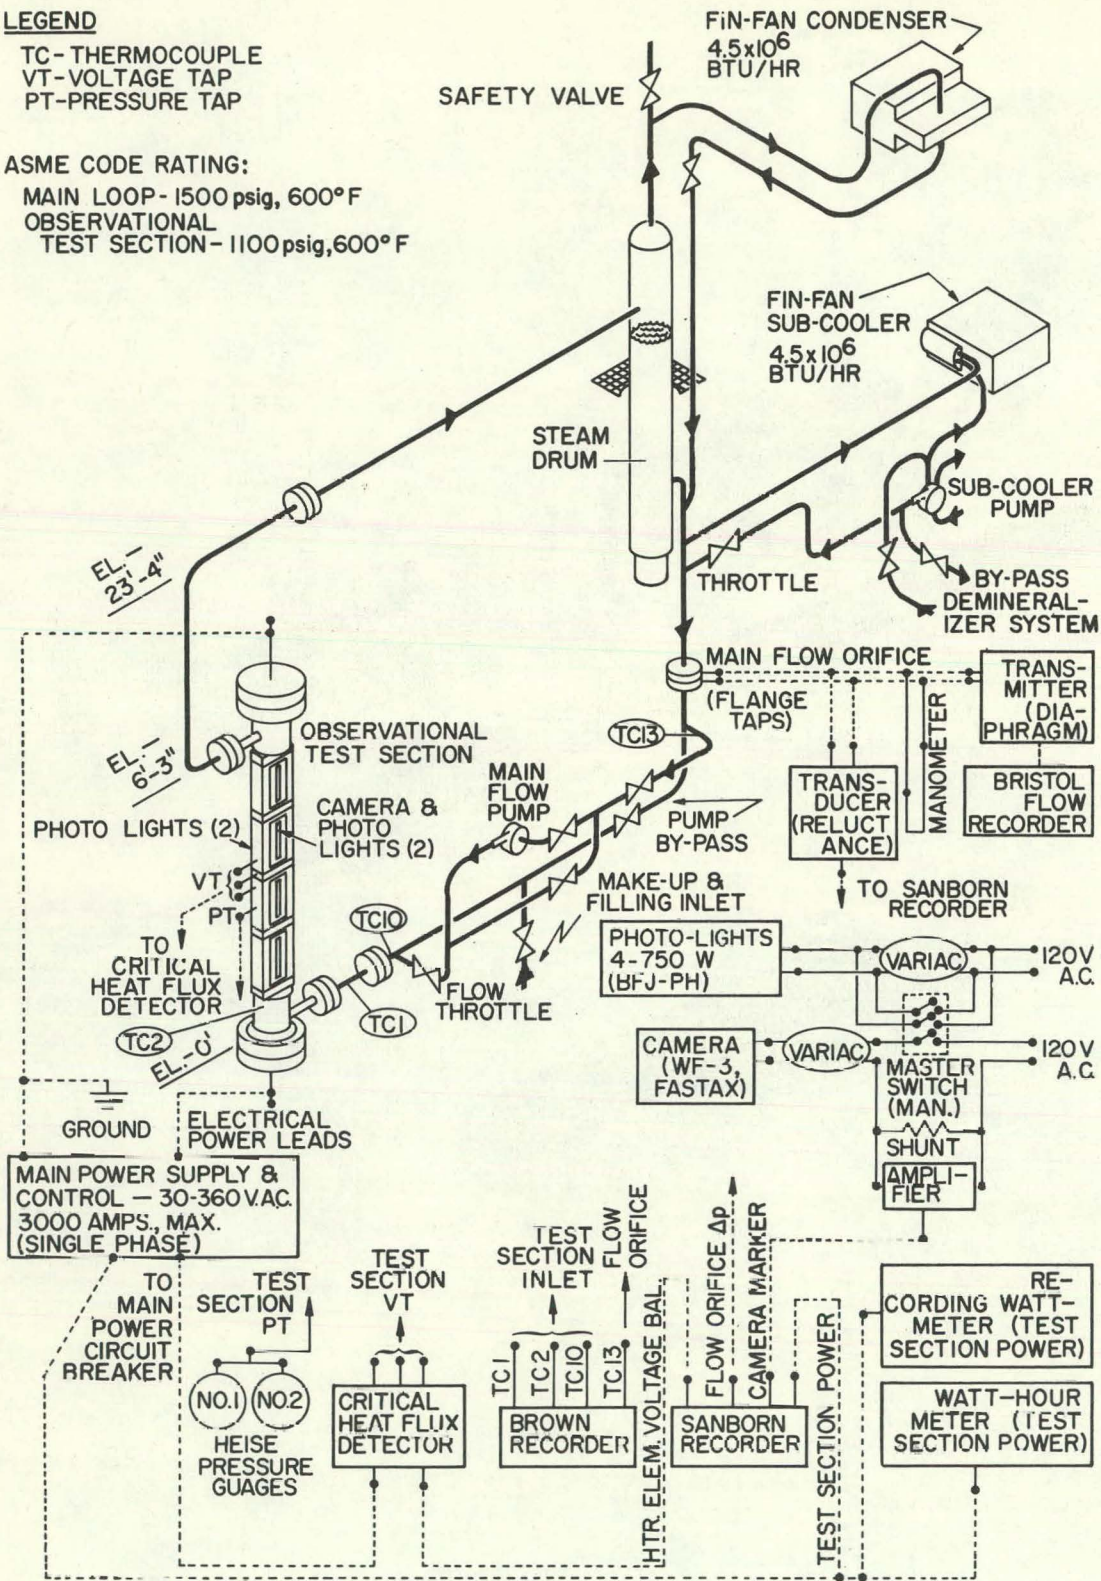 LEGEND
TC-THERMOCOUPLE
VT-VOLTAGE TAP
PT-PRESSURE TAP
ASME CODE RATING:
MAIN LOOP-1500 psig, 600°F
OBSERVATIONAL
TEST SECTION-1100 psig, 600°F
FIN-FAN CONDENSER
4.5x10⁶
BTU/HR
SAFETY VALVE
FIN-FAN
SUB-COOLER
4.5x10⁶
BTU/HR
STEAM
DRUM
SUB-COOLER
PUMP
THROTTLE
BY-PASS
DEMINERAL-
IZER SYSTEM
EL.-
23'-4"
EL.-
6'-3"
OBSERVATIONAL
TEST SECTION
MAIN FLOW ORIFICE
(FLANGE
TAPS)
TC13
TRANS-
MITTER
(DIA-
PHRAGM)
MANOMETER
TRANS-
DUCER
(RELUCT
ANCE)
BRISTOL
FLOW
RECORDER
TO SANBORN
RECORDER
MAIN
FLOW
PUMP
PUMP
BY-PASS
PHOTO LIGHTS (2)
CAMERA &
PHOTO
LIGHTS (2)
VT
PT
TO
CRITICAL
HEAT FLUX
DETECTOR
MAKE-UP &
FILLING INLET
TC10
TC1
TC2
FLOW
THROTTLE
EL.-0'
PHOTO-LIGHTS
4-750 W
(BFJ-PH)
VARIAC
120V
A.C.
CAMERA
(WF-3,
FASTAX)
VARIAC
120V
A.C.
MASTER
SWITCH
(MAN.)
SHUNT
AMPLI-
FIER
GROUND
ELECTRICAL
POWER LEADS
MAIN POWER SUPPLY &
CONTROL — 30-360 V.AC.
3000 AMPS., MAX.
(SINGLE PHASE)
TO
MAIN
POWER
CIRCUIT
BREAKER
TEST
SECTION
PT
NO.1
NO.2
HEISE
PRESSURE
GUAGES
TEST
SECTION
VT
CRITICAL
HEAT FLUX
DETECTOR
TEST
SECTION
INLET
FLOW
ORIFICE
TC1
TC2
TC10
TC13
BROWN
RECORDER
HTR. ELEM. VOLTAGE BAL.
FLOW ORIFICE Δp
CAMERA MARKER
SANBORN
RECORDER
TEST SECTION POWER
RE-
CORDING WATT-
METER (TEST
SECTION POWER)
WATT-HOUR
METER (TEST
SECTION POWER)